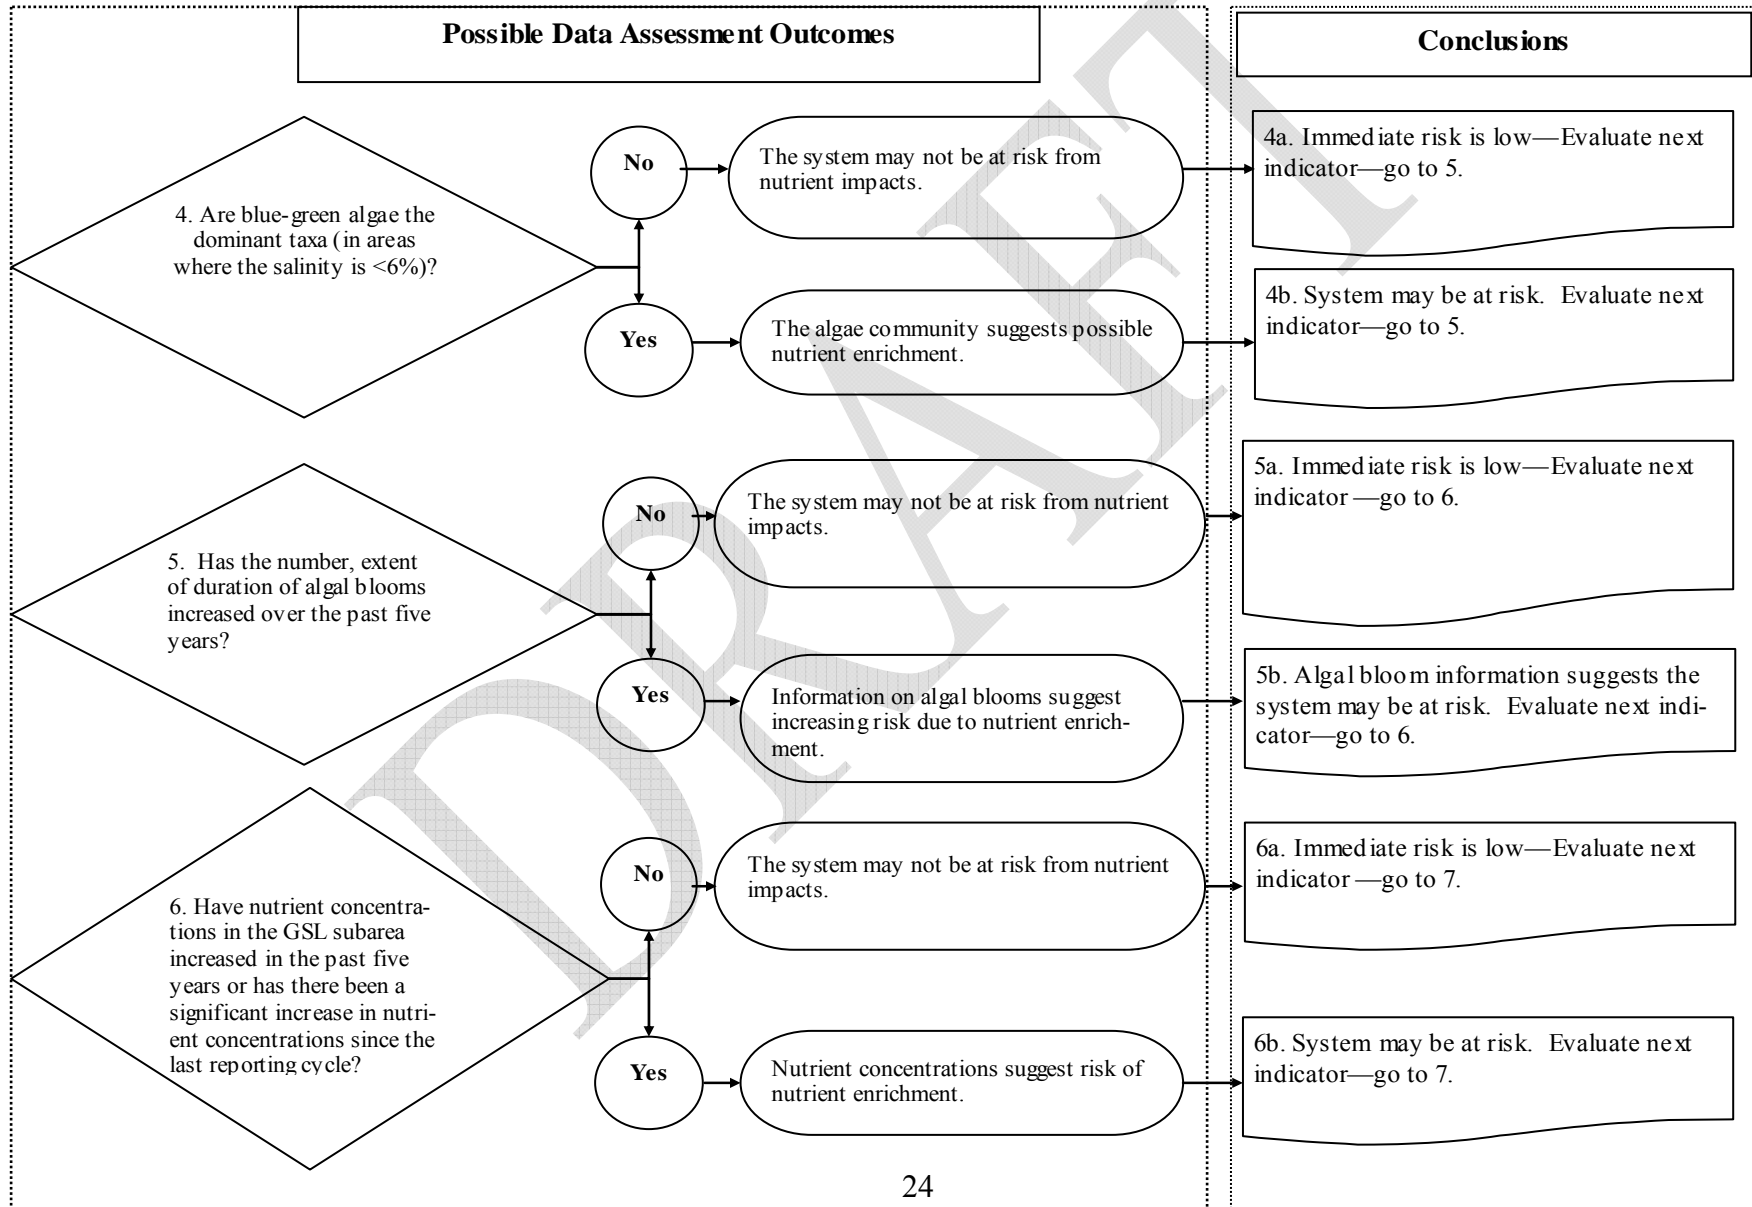 Possible Data Assessment Outcomes
Conclusions
4. Are blue-green algae the
dominant taxa (in areas
where the salinity is <6%)?
No
The system may not be at risk from
nutrient impacts.
4a. Immediate risk is low—Evaluate next
indicator—go to 5.
Yes
The algae community suggests possible
nutrient enrichment.
4b. System may be at risk.  Evaluate next
indicator—go to 5.
5.  Has the number, extent
of duration of algal blooms
increased over the past five
years?
No
The system may not be at risk from nutrient
impacts.
5a. Immediate risk is low—Evaluate next
indicator —go to 6.
Yes
Information on algal blooms suggest
increasing risk due to nutrient enrich-
ment.
5b. Algal bloom information suggests the
system may be at risk.  Evaluate next indi-
cator—go to 6.
6. Have nutrient concentra-
tions in the GSL subarea
increased in the past five
years or has there been a
significant increase in nutri-
ent concentrations since the
last reporting cycle?
No
The system may not be at risk from nutrient
impacts.
6a. Immediate risk is low—Evaluate next
indicator —go to 7.
Yes
Nutrient concentrations suggest risk of
nutrient enrichment.
6b. System may be at risk.  Evaluate next
indicator—go to 7.
DRAFT
24